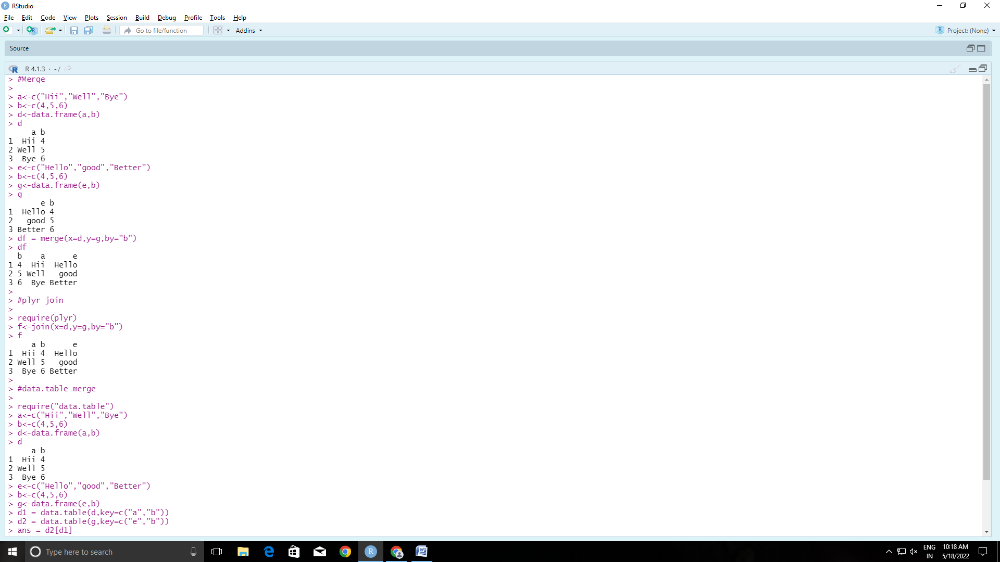 RStudio
File Edit Code View Plots Session Build Debug Profile Tools Help
Go to file/function Addins Project: (None)
Source
R 4.1.3 · ~/
> #Merge
>
> a<-c("Hii","Well","Bye")
> b<-c(4,5,6)
> d<-data.frame(a,b)
> d
     a b
1  Hii 4
2 Well 5
3  Bye 6
> e<-c("Hello","good","Better")
> b<-c(4,5,6)
> g<-data.frame(e,b)
> g
       e b
1  Hello 4
2   good 5
3 Better 6
> df = merge(x=d,y=g,by="b")
> df
  b    a      e
1 4  Hii  Hello
2 5 Well   good
3 6  Bye Better
>
> #plyr join
>
> require(plyr)
> f<-join(x=d,y=g,by="b")
> f
     a b      e
1  Hii 4  Hello
2 Well 5   good
3  Bye 6 Better
>
> #data.table merge
>
> require("data.table")
> a<-c("Hii","Well","Bye")
> b<-c(4,5,6)
> d<-data.frame(a,b)
> d
     a b
1  Hii 4
2 Well 5
3  Bye 6
> e<-c("Hello","good","Better")
> b<-c(4,5,6)
> g<-data.frame(e,b)
> d1 = data.table(d,key=c("a","b"))
> d2 = data.table(g,key=c("e","b"))
> ans = d2[d1]
Type here to search
ENG 10:18 AM
IN 5/18/2022